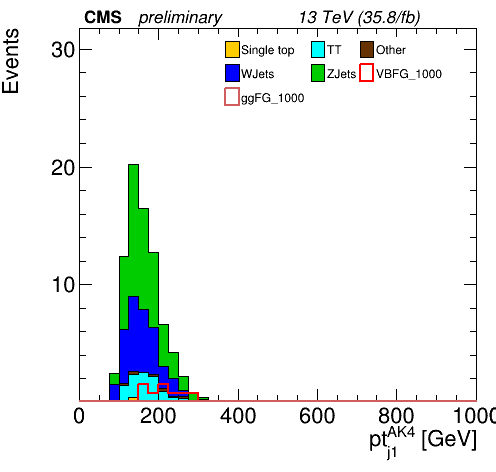 CMS preliminary 13 TeV (35.8/fb)
Events
Single top TT Other
WJets ZJets VBFG_1000
ggFG_1000
30
20
10
0 200 400 600 800 1000
pt_{j1}^{AK4} [GeV]